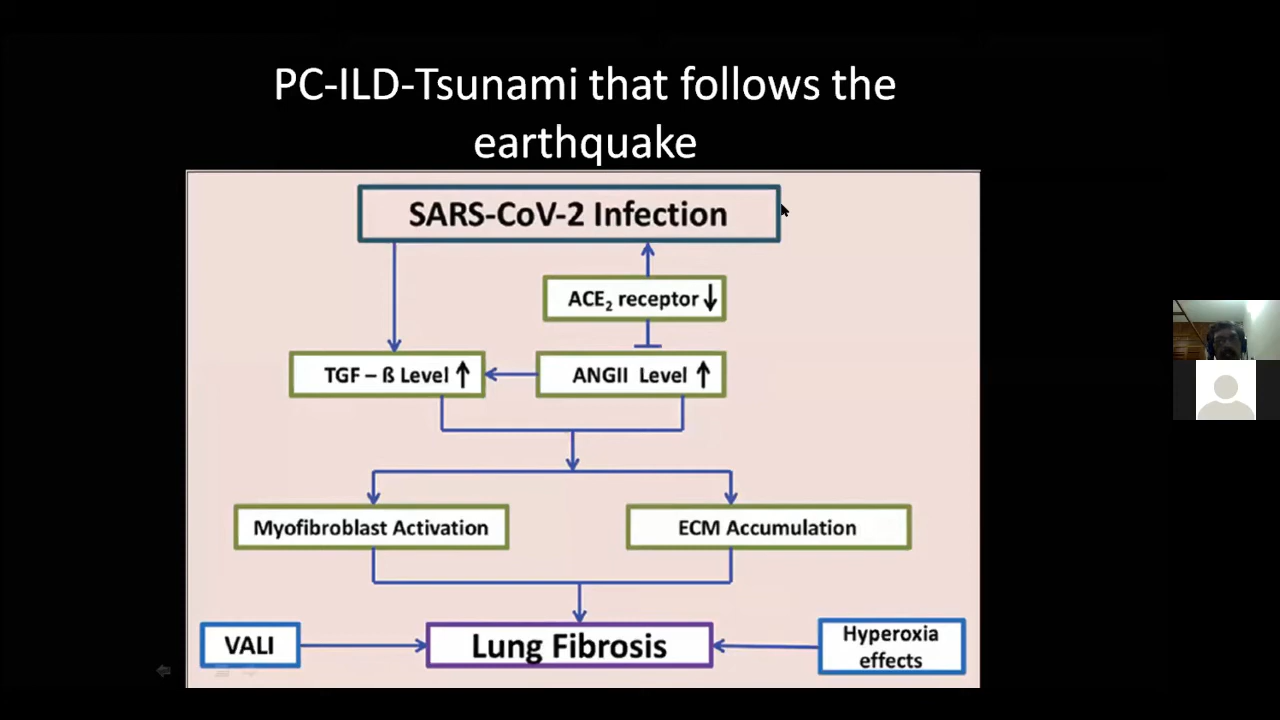 PC-ILD-Tsunami that follows the
earthquake
SARS-CoV-2 Infection
ACE₂ receptor ↓
TGF – ß Level ↑
ANGII Level ↑
Myofibroblast Activation
ECM Accumulation
VALI
Lung Fibrosis
Hyperoxia
effects